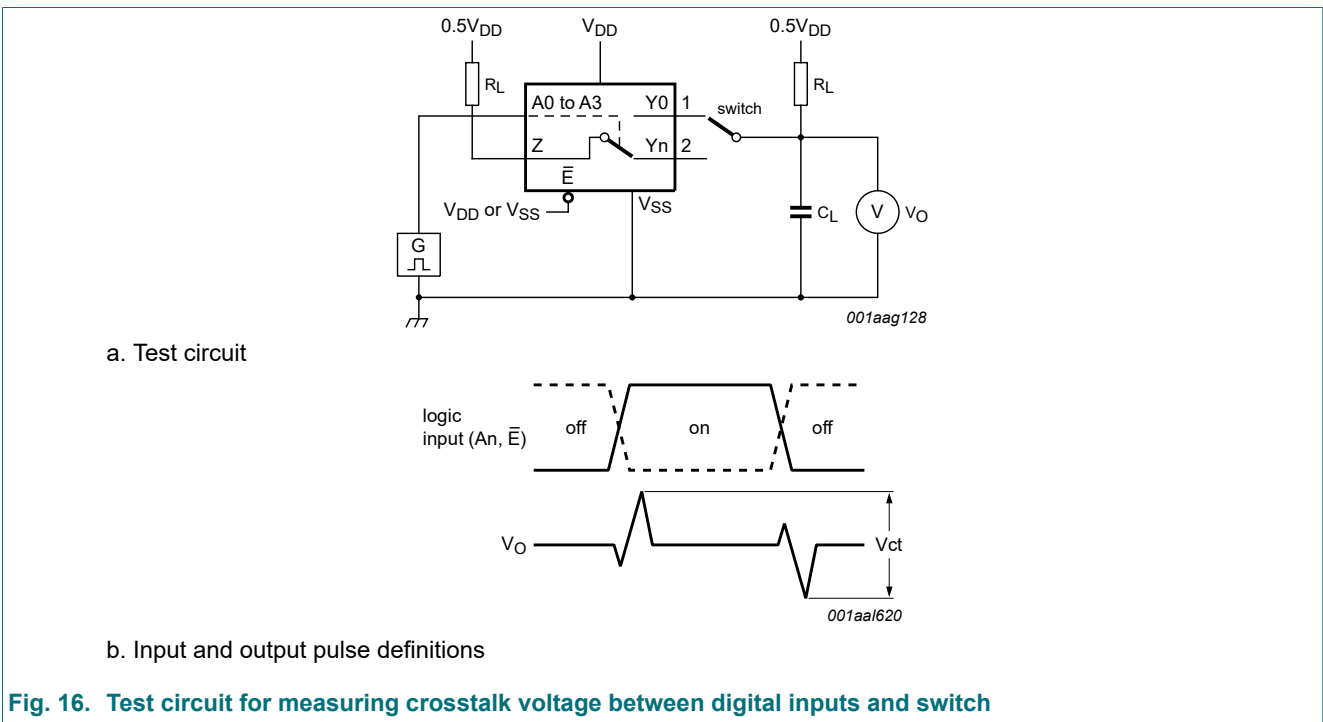 0.5VDD VDD 0.5VDD
RL RL
A0 to A3 Y0 1 switch
Z Yn 2
E̅
VDD or VSS VSS
CL V VO
G
001aag128
a. Test circuit
logic
input (An, E̅) off on off
VO Vct
001aal620
b. Input and output pulse definitions
Fig. 16. Test circuit for measuring crosstalk voltage between digital inputs and switch